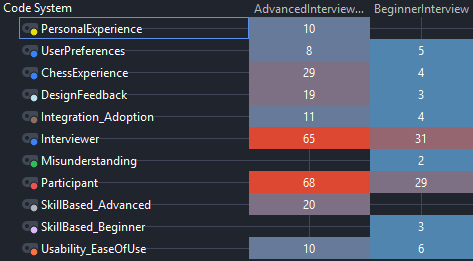 Code System AdvancedInterview... BeginnerInterview
PersonalExperience 10
UserPreferences 8 5
ChessExperience 29 4
DesignFeedback 19 3
Integration_Adoption 11 4
Interviewer 65 31
Misunderstanding 2
Participant 68 29
SkillBased_Advanced 20
SkillBased_Beginner 3
Usability_EaseOfUse 10 6